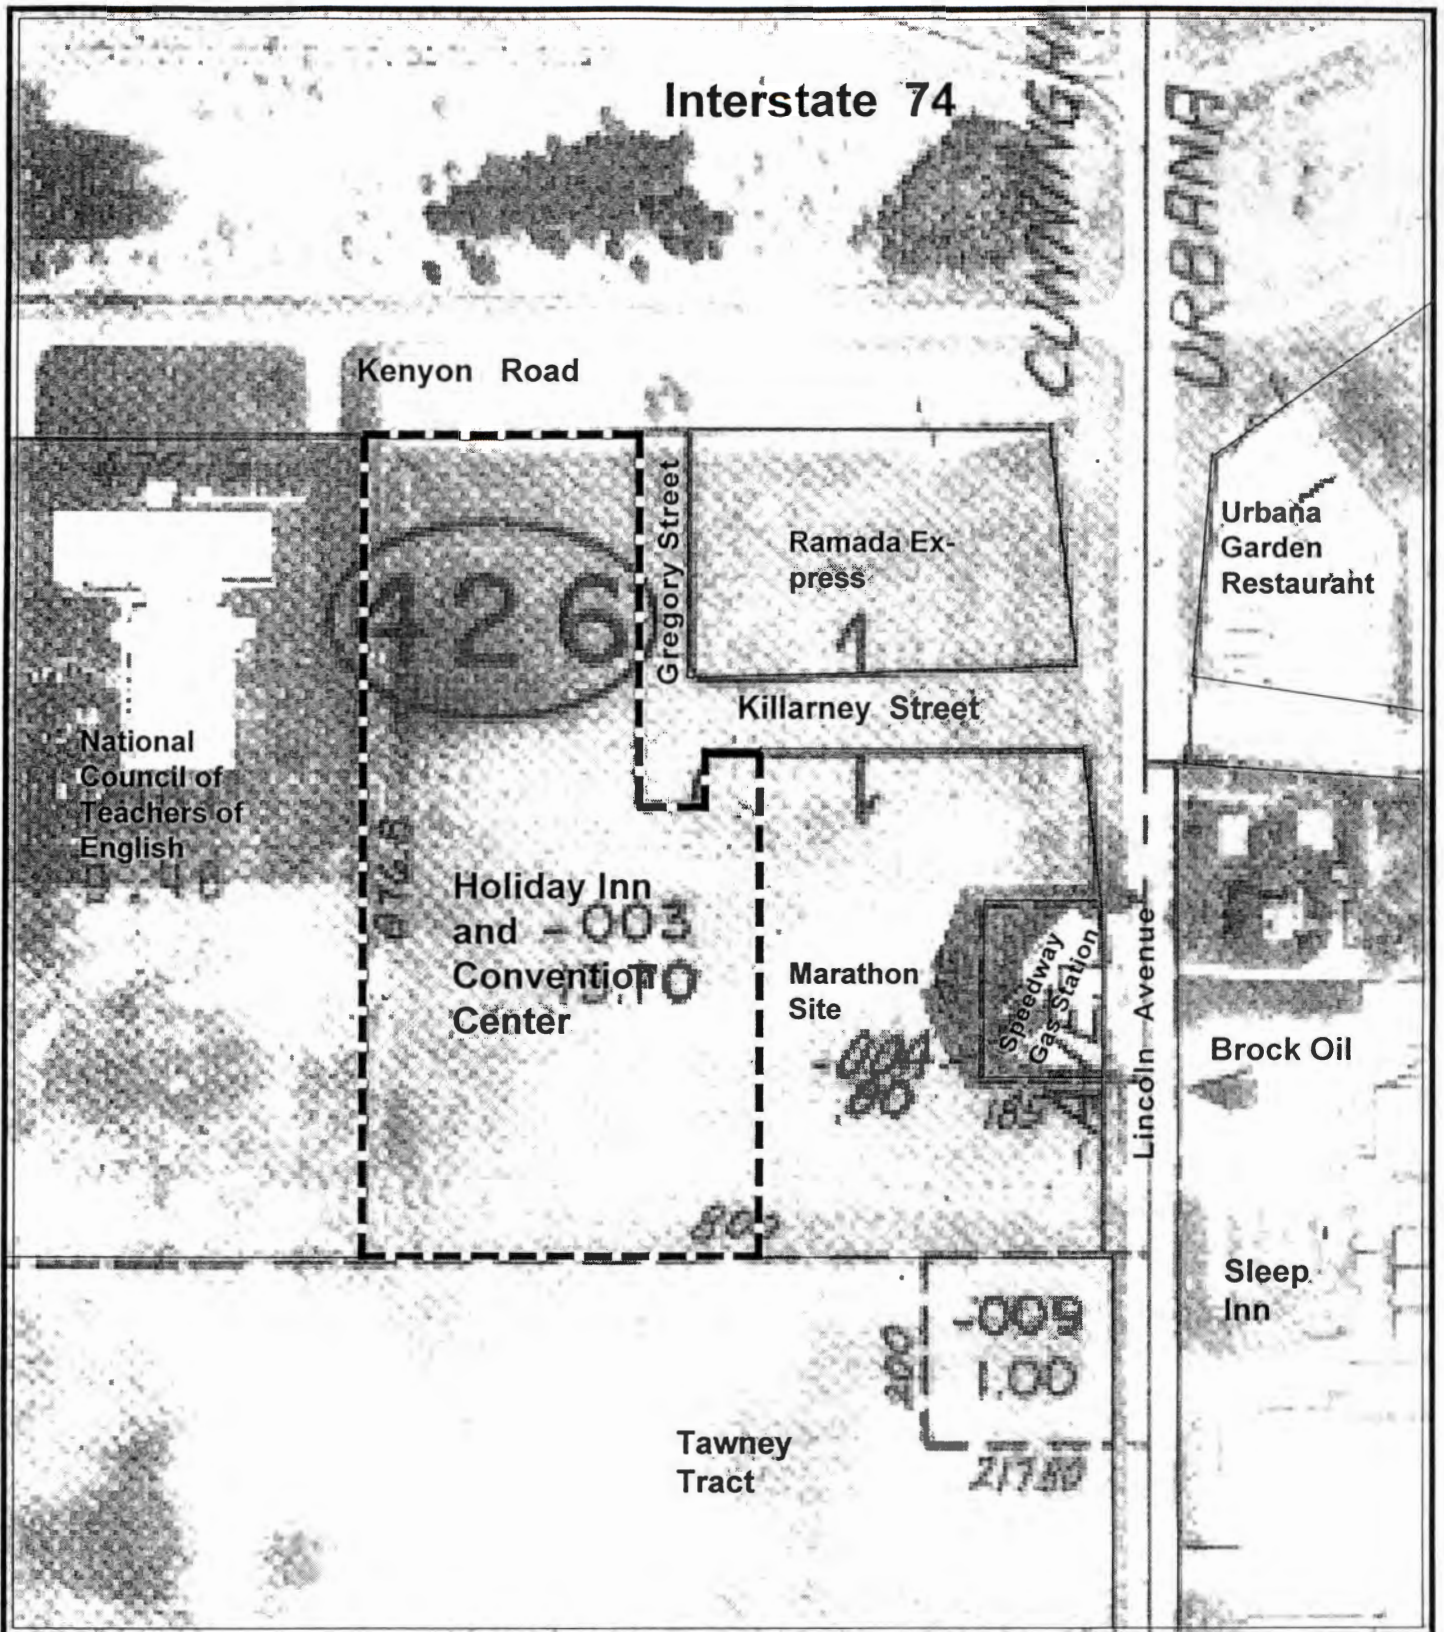 Interstate 74
CUNNINGH
URBANA
Kenyon Road
Gregory Street
Ramada Ex-
press
Urbana
Garden
Restaurant
426
1
Killarney Street
National
Council of
Teachers of
English
Holiday Inn
and - 003
Convention
Center
Marathon
Site
Speedway
Gas Station
Lincoln Avenue
Brock Oil
Sleep
Inn
-009
1.00
200
Tawney
Tract